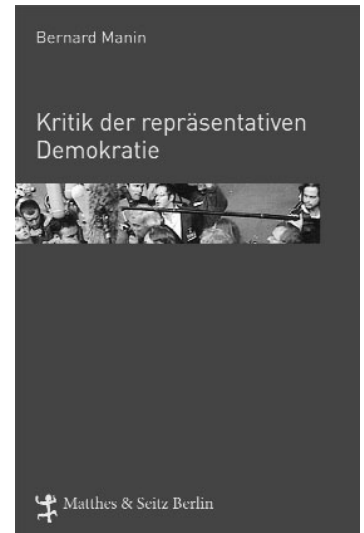 Bernard Manin
Kritik der repräsentativen
Demokratie
Matthes & Seitz Berlin